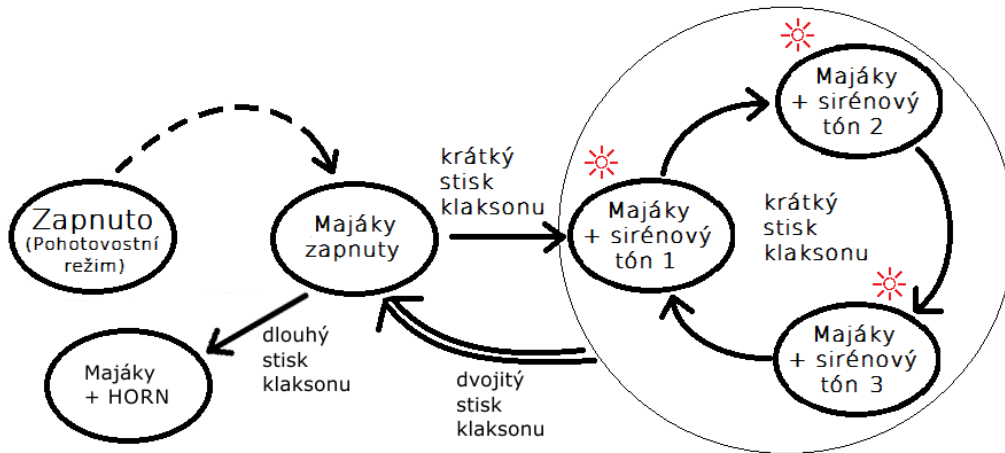 Zapnuto
(Pohotovostní
režim)
Majáky
zapnuty
krátký
stisk
klaksonu
Majáky
+ sirénový
tón 1
Majáky
+ sirénový
tón 2
krátký
stisk
klaksonu
Majáky
+ sirénový
tón 3
dvojitý
stisk
klaksonu
dlouhý
stisk
klaksonu
Majáky
+ HORN